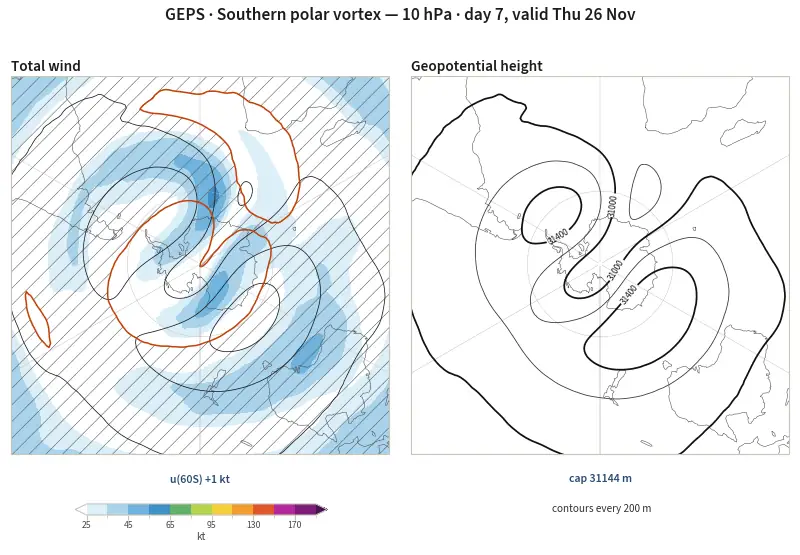 GEPS · Southern polar vortex — 10 hPa · day 7, valid Thu 26 Nov
Total wind
Geopotential height
31000
31400
31000
31400
u(60S) +1 kt
cap 31144 m
contours every 200 m
25 45 65 95 130 170
kt